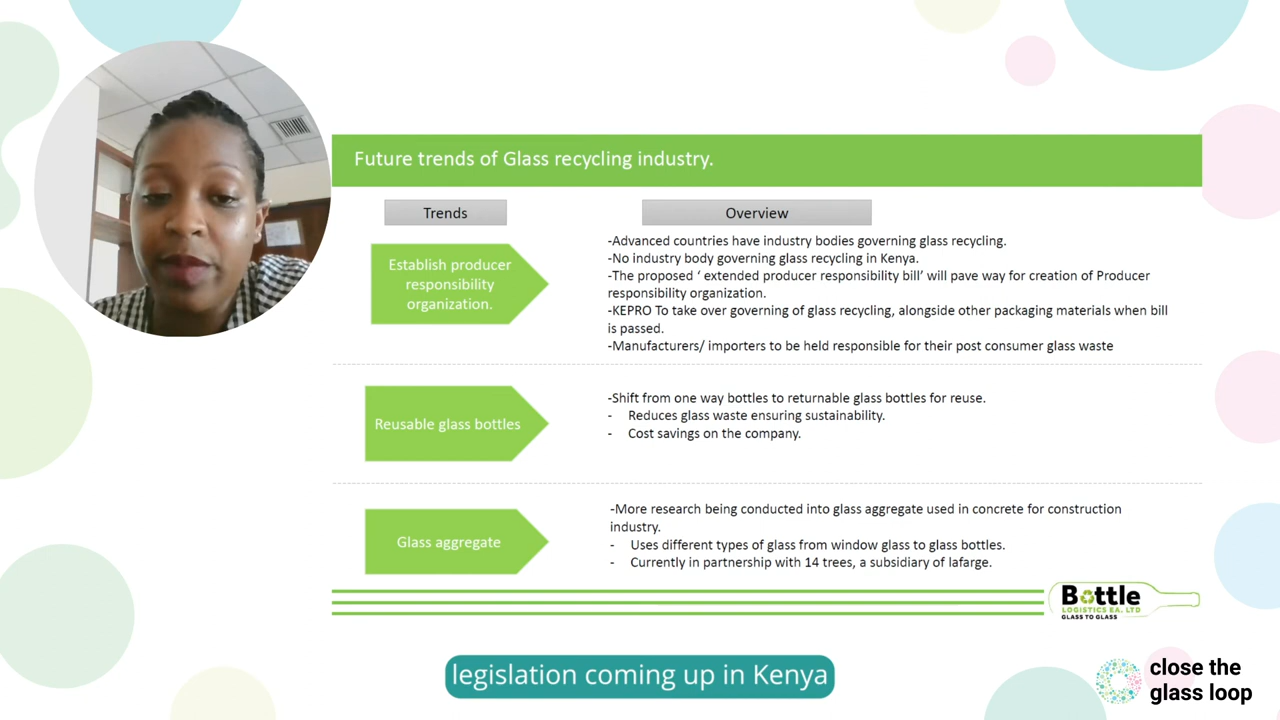 Future trends of Glass recycling industry.
Trends
Overview
Establish producer
responsibility
organization.
-Advanced countries have industry bodies governing glass recycling.
-No industry body governing glass recycling in Kenya.
-The proposed ‘ extended producer responsibility bill’ will pave way for creation of Producer
responsibility organization.
-KEPRO To take over governing of glass recycling, alongside other packaging materials when bill
is passed.
-Manufacturers/ importers to be held responsible for their post consumer glass waste
Reusable glass bottles
-Shift from one way bottles to returnable glass bottles for reuse.
- Reduces glass waste ensuring sustainability.
- Cost savings on the company.
Glass aggregate
-More research being conducted into glass aggregate used in concrete for construction
industry.
- Uses different types of glass from window glass to glass bottles.
- Currently in partnership with 14 trees, a subsidiary of lafarge.
Bottle
LOGISTICS EA. LTD
GLASS TO GLASS
legislation coming up in Kenya
close the
glass loop